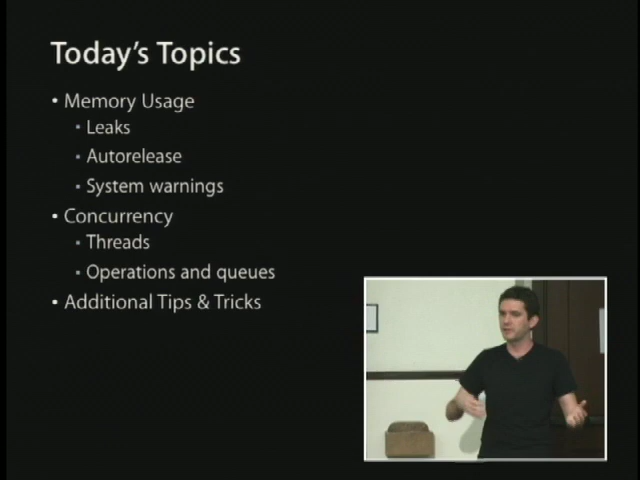 Today's Topics
• Memory Usage
▪ Leaks
▪ Autorelease
▪ System warnings
• Concurrency
▪ Threads
▪ Operations and queues
• Additional Tips & Tricks